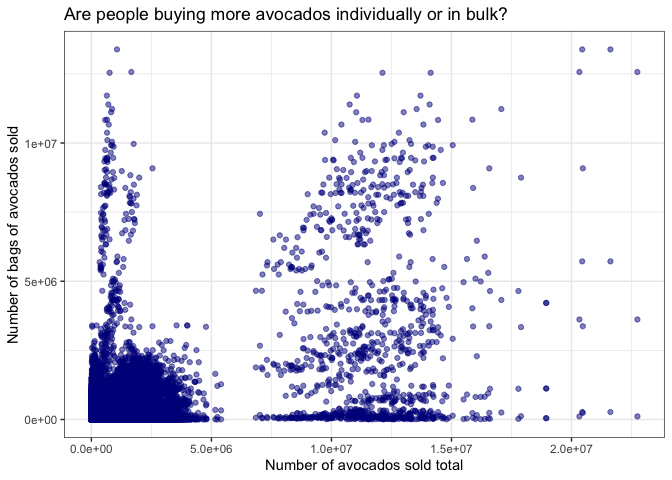 Are people buying more avocados individually or in bulk?
Number of bags of avocados sold
1e+07
5e+06
0e+00
0.0e+00 5.0e+06 1.0e+07 1.5e+07 2.0e+07
Number of avocados sold total